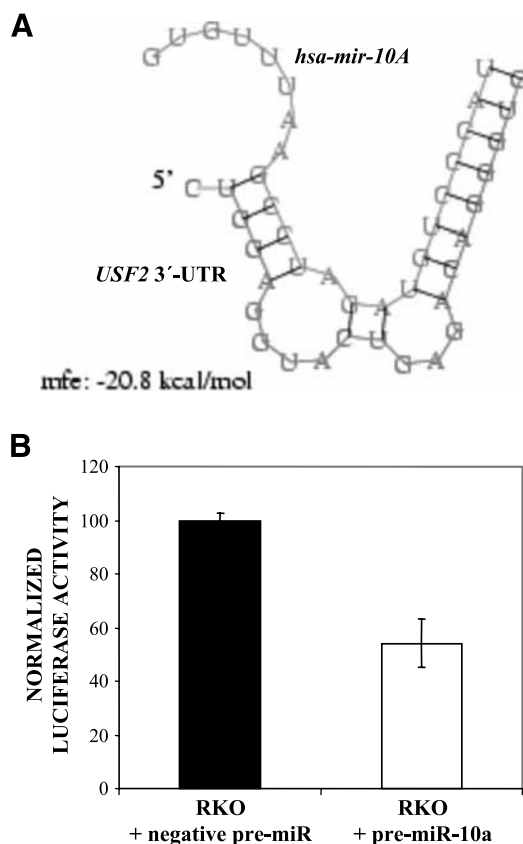 A
GUGUUUAAGCCUAGAUGUCCCAU
hsa-mir-10A
5’
USF2 3´-UTR
mfe: -20.8 kcal/mol
B
NORMALIZED
LUCIFERASE ACTIVITY
120
100
80
60
40
20
0
RKO
+ negative pre-miR
RKO
+ pre-miR-10a